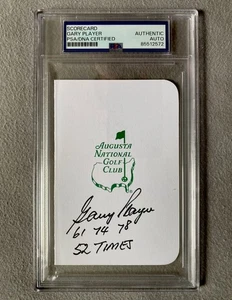 SCORECARD
GARY PLAYER
PSA/DNA CERTIFIED
AUTHENTIC
AUTO
85512572
PSA
AUGUSTA
NATIONAL
GOLF
CLUB
Gary Player
61 74 78
52 TIMES